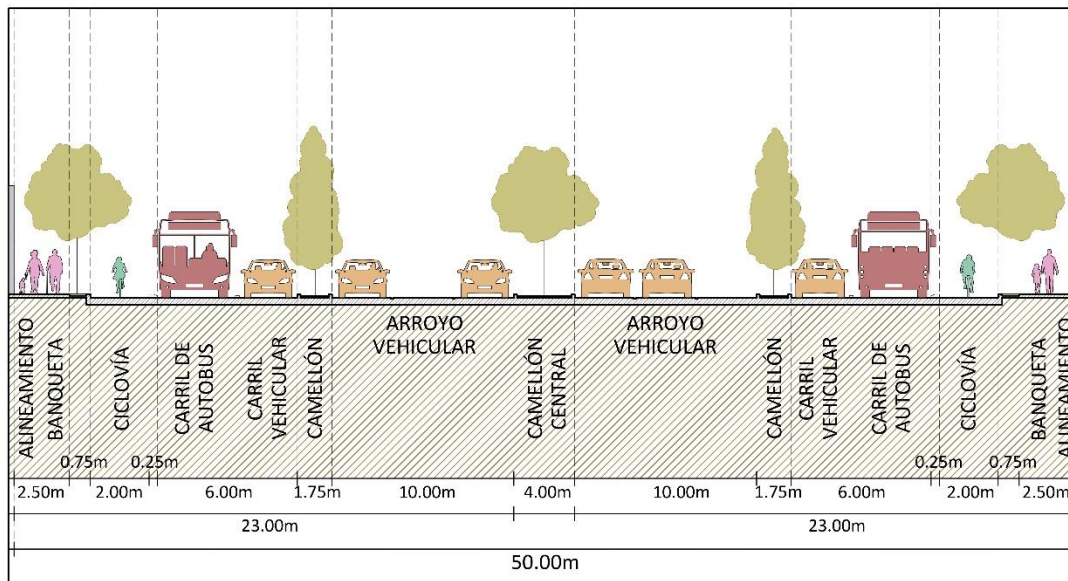 ALINEAMIENTO
BANQUETA
CICLOVÍA
CARRIL DE
AUTOBUS
CARRIL
VEHICULAR
CAMELLÓN
ARROYO
VEHICULAR
CAMELLÓN
CENTRAL
ARROYO
VEHICULAR
CAMELLÓN
CARRIL
VEHICULAR
CARRIL DE
AUTOBUS
CICLOVÍA
BANQUETA
ALINEAMIENTO
0.75m 0.25m 0.25m 0.75m
2.50m 2.00m 6.00m 1.75m 10.00m 4.00m 10.00m 1.75m 6.00m 2.00m 2.50m
23.00m 23.00m
50.00m